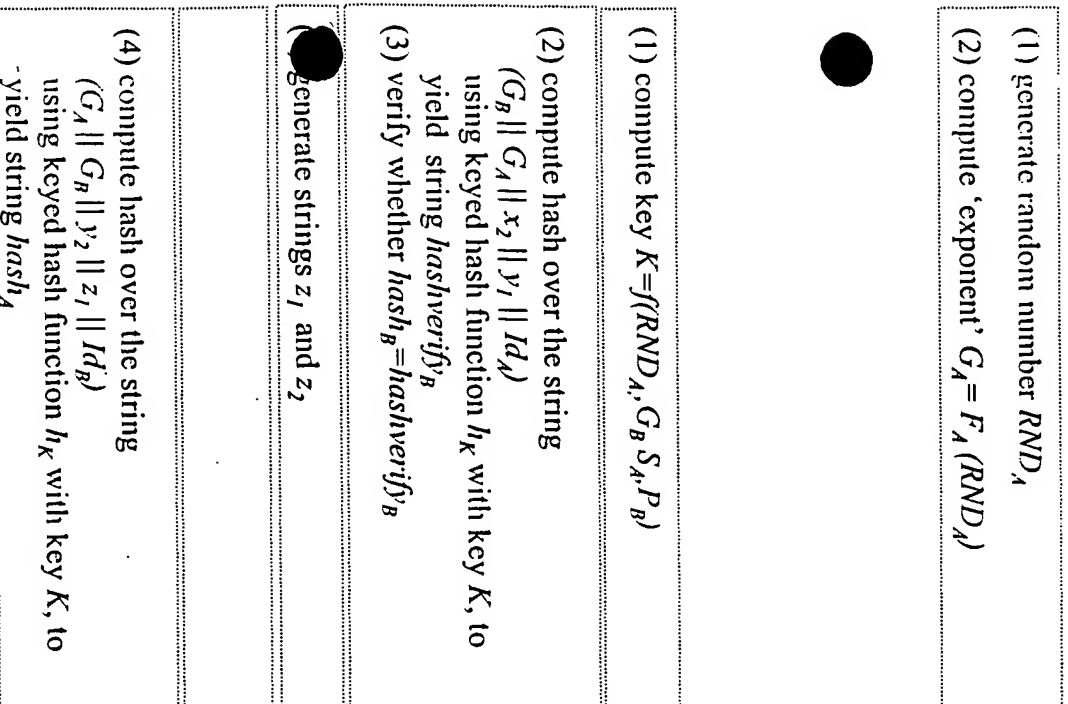 (1) generate random number RND_A
(2) compute ‘exponent’ G_A= F_A (RND_A)
(1) compute key K=f(RND_A, G_B S_A, P_B)
(2) compute hash over the string
(G_B || G_A || x_2 || y_1 || Id_A)
using keyed hash function h_K with key K, to
yield string hashverify_B
(3) verify whether hash_B=hashverify_B
generate strings z_1 and z_2
(4) compute hash over the string
(G_A || G_B || y_2 || z_1 || Id_B)
using keyed hash function h_K with key K, to
yield string hash_A